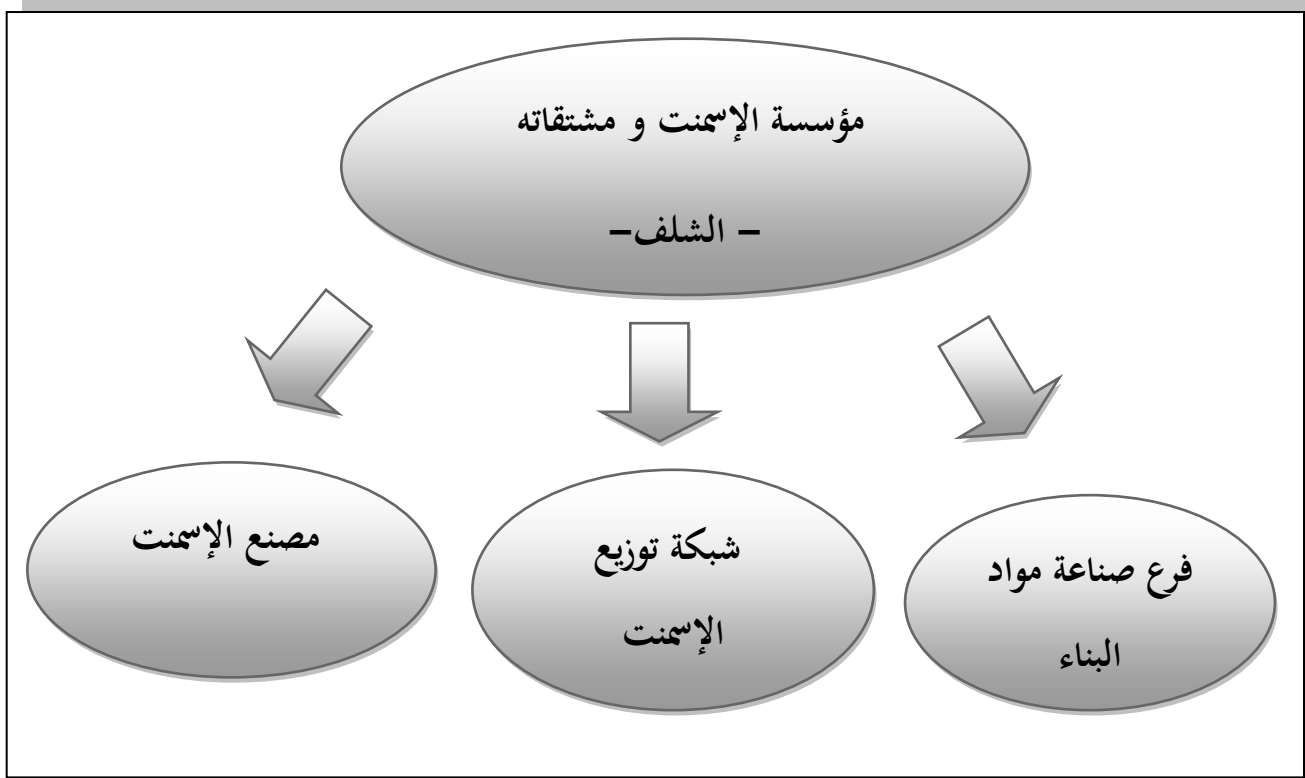 مؤسسة الإسمنت و مشتقاته
– الشلف–
فرع صناعة مواد
البناء
شبكة توزيع
الإسمنت
مصنع الإسمنت